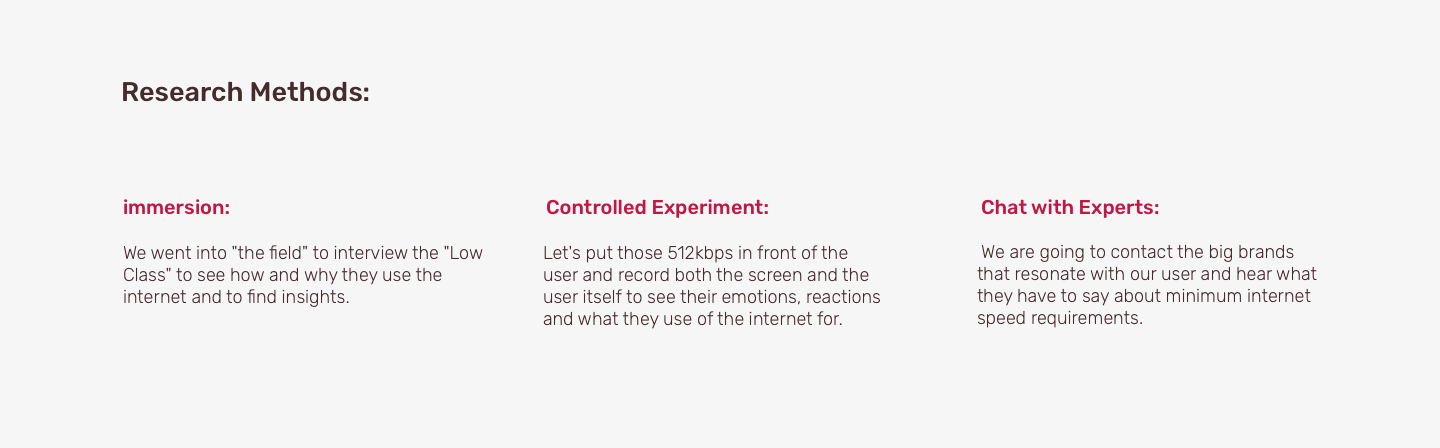 Research Methods:
immersion:
We went into "the field" to interview the "Low
Class" to see how and why they use the
internet and to find insights.
Controlled Experiment:
Let's put those 512kbps in front of the
user and record both the screen and the
user itself to see their emotions, reactions
and what they use of the internet for.
Chat with Experts:
We are going to contact the big brands
that resonate with our user and hear what
they have to say about minimum internet
speed requirements.